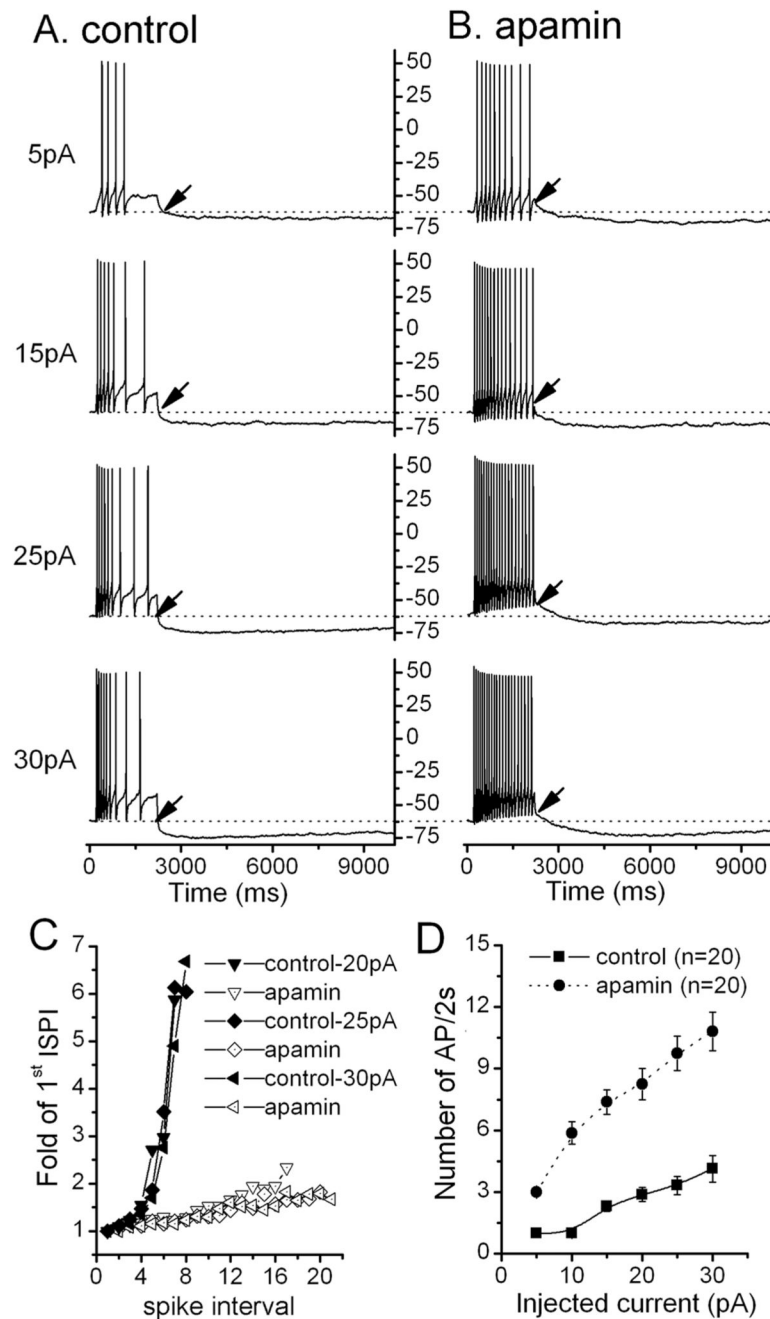 A. control
B. apamin
5pA
50
25
0
-25
-50
-75
15pA
50
25
0
-25
-50
-75
25pA
50
25
0
-25
-50
-75
30pA
50
25
0
-25
-50
-75
0 3000 6000 9000
Time (ms)
0 3000 6000 9000
Time (ms)
C
7
6
5
4
3
2
1
Fold of 1st ISPI
control-20pA
apamin
control-25pA
apamin
control-30pA
apamin
0 4 8 12 16 20
spike interval
D
15
12
9
6
3
0
Number of AP/2s
control (n=20)
apamin (n=20)
0 10 20 30
Injected current (pA)